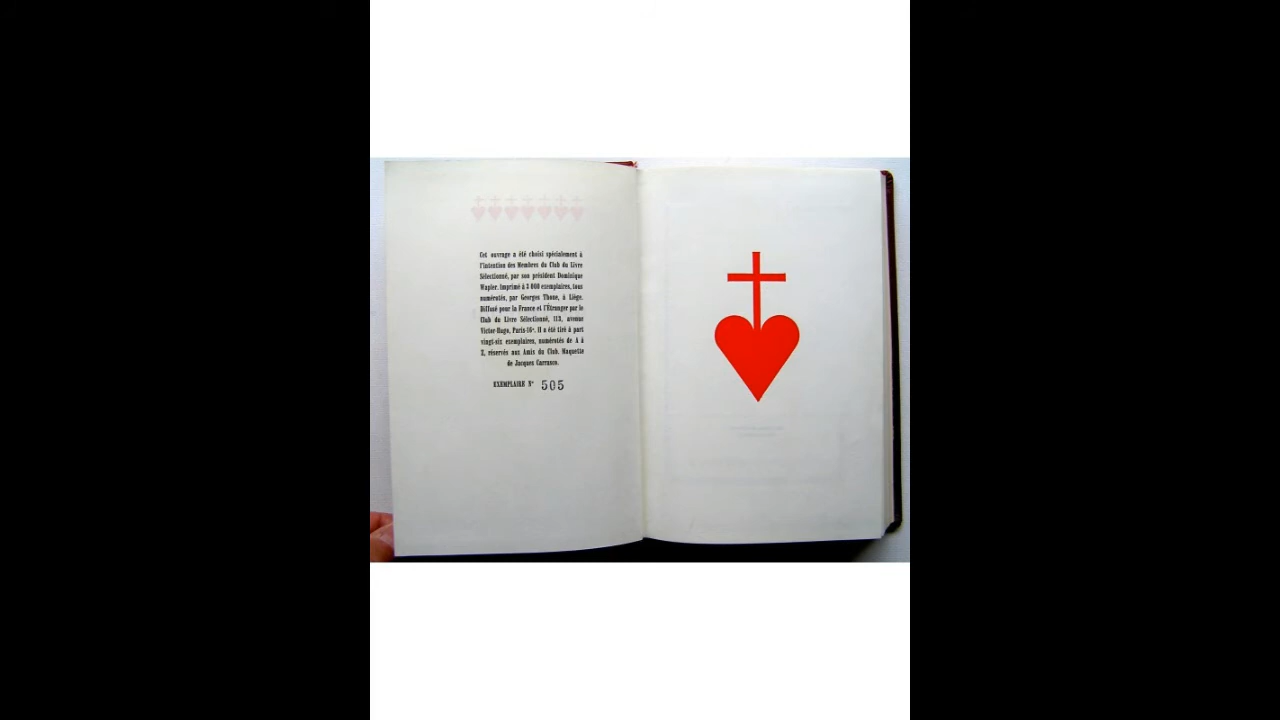 Cet ouvrage a été choisi spécialement à
l'intention des Membres du Club du Livre
Sélectionné, par son président Dominique
Wapler. Imprimé à 3 000 exemplaires, tous
numérotés, par Georges Thone, à Liège.
Diffusé pour la France et l'Étranger par le
Club du Livre Sélectionné, 113, avenue
Victor-Hugo, Paris-16e. Il a été tiré à part
vingt-six exemplaires, numérotés de A à
Z, réservés aux Amis du Club. Maquette
de Jacques Carrasco.
EXEMPLAIRE N° 505